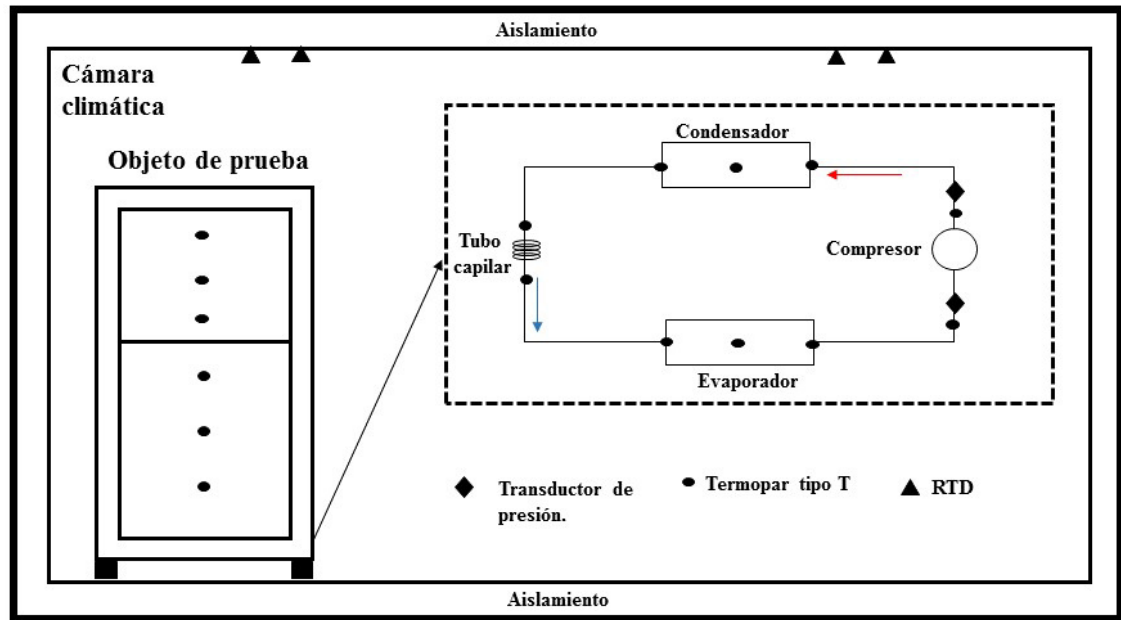 Aislamiento
Cámara
climática
Objeto de prueba
Condensador
Tubo
capilar
Compresor
Evaporador
Transductor de
presión.
Termopar tipo T
RTD
Aislamiento